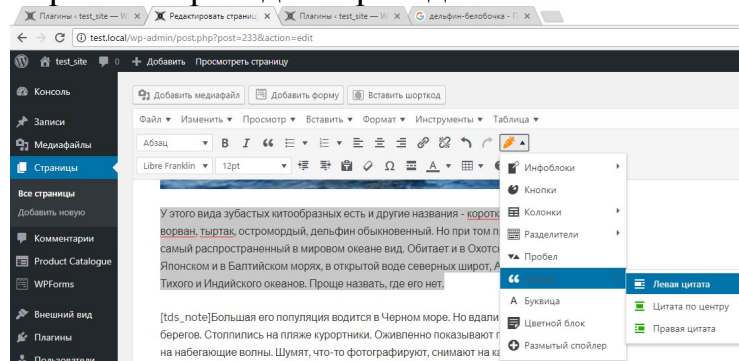 Плагины ‹ test_site — W
Редактировать страниц
Плагины ‹ test_site — W
дельфин-белобочка - П
test.local/wp-admin/post.php?post=233&action=edit
test_site 0 + Добавить Просмотреть страницу
Консоль
Записи
Медиафайлы
Страницы
Все страницы
Добавить новую
Комментарии
Product Catalogue
WPForms
Внешний вид
Плагины
Пользователи
Добавить медиафайл Добавить форму Вставить шорткод
Файл Изменить Просмотр Вставить Формат Инструменты Таблица
Абзац B I
Libre Franklin 12pt Ω A
У этого вида зубастых китообразных есть и другие названия - коротк
ворван, тыртак, остромордый, дельфин обыкновенный. Но при том п
самый распространенный в мировом океане вид. Обитает и в Охотс
Японском и в Балтийском морях, в открытой воде северных широт, А
Тихого и Индийского океанов. Проще назвать, где его нет.
[tds_note]Большая его популяция водится в Черном море. Но вдали
берегов. Столпились на пляже курортники. Оживленно показывают п
на набегающие волны. Шумят, что-то фотографируют, снимают на ка
Инфоблоки
Кнопки
Колонки
Разделители
Пробел
А Буквица
Цветной блок
Размытый спойлер
Левая цитата
Цитата по центру
Правая цитата